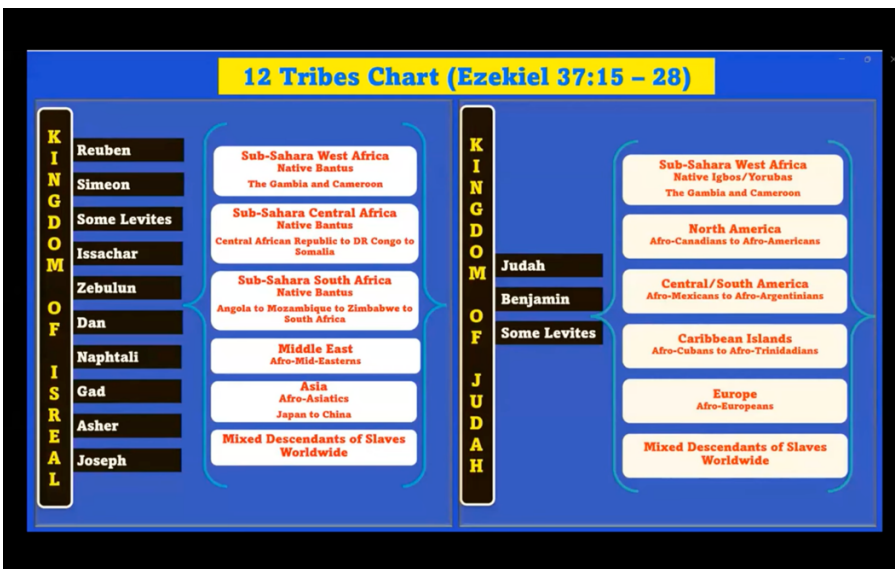 12 Tribes Chart (Ezekiel 37:15 – 28)
KINGDOM OF ISREAL
Reuben
Simeon
Some Levites
Issachar
Zebulun
Dan
Naphtali
Gad
Asher
Joseph
Sub-Sahara West Africa
Native Bantus
The Gambia and Cameroon
Sub-Sahara Central Africa
Native Bantus
Central African Republic to DR Congo to
Somalia
Sub-Sahara South Africa
Native Bantus
Angola to Mozambique to Zimbabwe to
South Africa
Middle East
Afro-Mid-Easterns
Asia
Afro-Asiatics
Japan to China
Mixed Descendants of Slaves
Worldwide
KINGDOM OF JUDAH
Judah
Benjamin
Some Levites
Sub-Sahara West Africa
Native Igbos/Yorubas
The Gambia and Cameroon
North America
Afro-Canadians to Afro-Americans
Central/South America
Afro-Mexicans to Afro-Argentinians
Caribbean Islands
Afro-Cubans to Afro-Trinidadians
Europe
Afro-Europeans
Mixed Descendants of Slaves
Worldwide